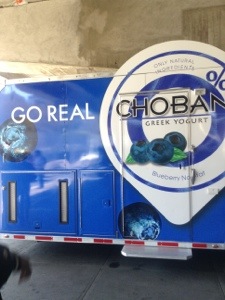 GO REAL
ONLY NATURAL
INGREDIENTS
%
CHOBAN
GREEK YOGURT
Blueberry